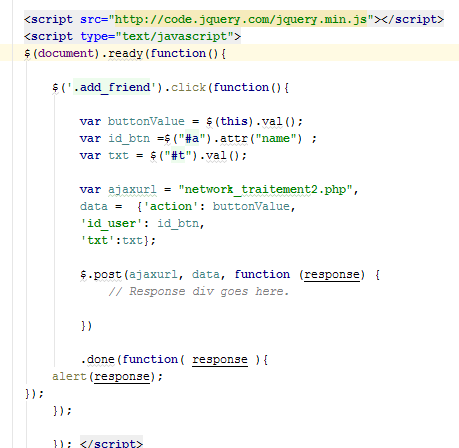 <script src="http://code.jquery.com/jquery.min.js"></script>
<script type="text/javascript">
$(document).ready(function(){
$('.add_friend').click(function(){
var buttonValue = $(this).val();
var id_btn =$("#a").attr("name") ;
var txt = $("#t").val();
var ajaxurl = "network_traitement2.php",
data =  {'action': buttonValue,
'id_user': id_btn,
'txt':txt};
$.post(ajaxurl, data, function (response) {
// Response div goes here.
})
.done(function( response ){
alert(response);
});
});
}); </script>